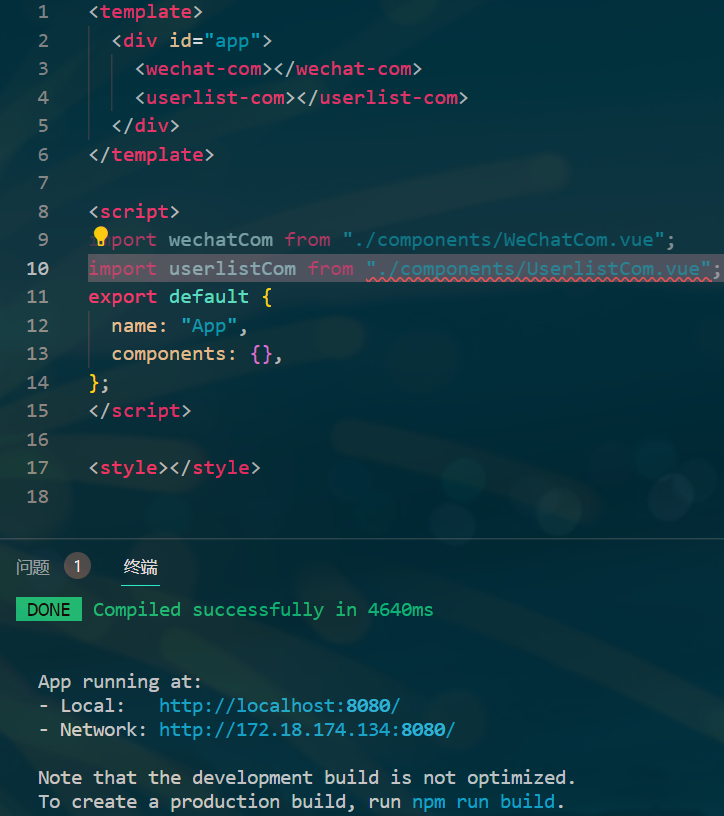 1 <template>
2   <div id="app">
3     <wechat-com></wechat-com>
4     <userlist-com></userlist-com>
5   </div>
6 </template>
7
8 <script>
9 import wechatCom from "./components/WeChatCom.vue";
10 import userlistCom from "./components/UserlistCom.vue";
11 export default {
12   name: "App",
13   components: {},
14 };
15 </script>
16
17 <style></style>
18
问题 1 终端
DONE Compiled successfully in 4640ms
App running at:
- Local:   http://localhost:8080/
- Network: http://172.18.174.134:8080/
Note that the development build is not optimized.
To create a production build, run npm run build.